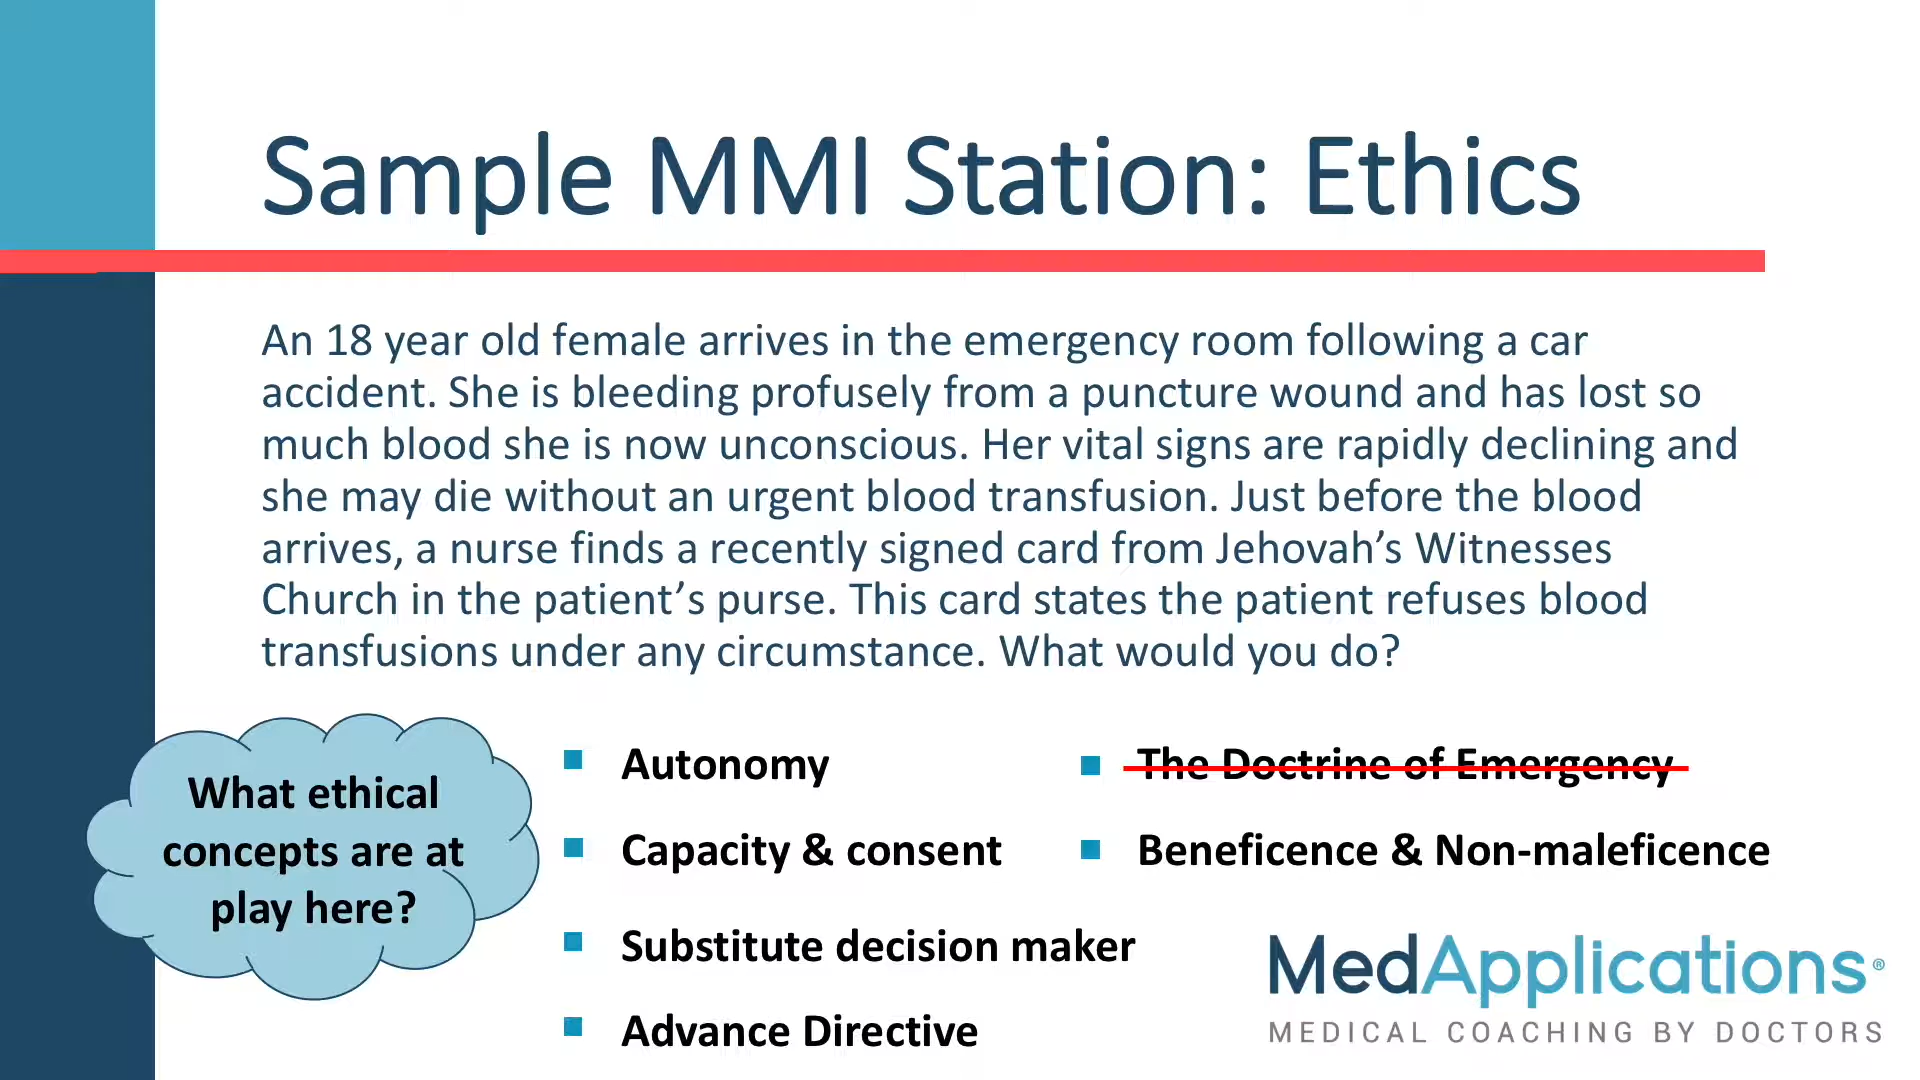 Sample MMI Station: Ethics
An 18 year old female arrives in the emergency room following a car
accident. She is bleeding profusely from a puncture wound and has lost so
much blood she is now unconscious. Her vital signs are rapidly declining and
she may die without an urgent blood transfusion. Just before the blood
arrives, a nurse finds a recently signed card from Jehovah’s Witnesses
Church in the patient’s purse. This card states the patient refuses blood
transfusions under any circumstance. What would you do?
What ethical
concepts are at
play here?
Autonomy
Capacity & consent
Substitute decision maker
Advance Directive
The Doctrine of Emergency
Beneficence & Non-maleficence
MedApplications®
MEDICAL COACHING BY DOCTORS